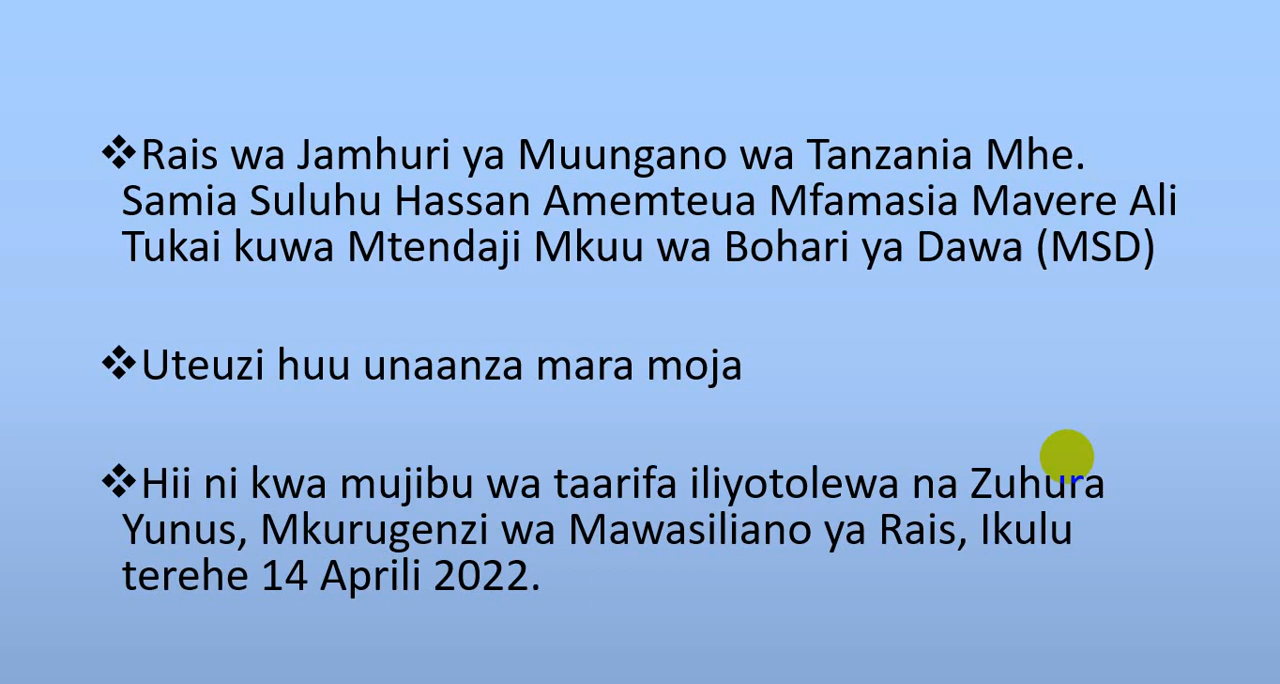 ❖Rais wa Jamhuri ya Muungano wa Tanzania Mhe.
Samia Suluhu Hassan Amemteua Mfamasia Mavere Ali
Tukai kuwa Mtendaji Mkuu wa Bohari ya Dawa (MSD)
❖Uteuzi huu unaanza mara moja
❖Hii ni kwa mujibu wa taarifa iliyotolewa na Zuhura
Yunus, Mkurugenzi wa Mawasiliano ya Rais, Ikulu
terehe 14 Aprili 2022.